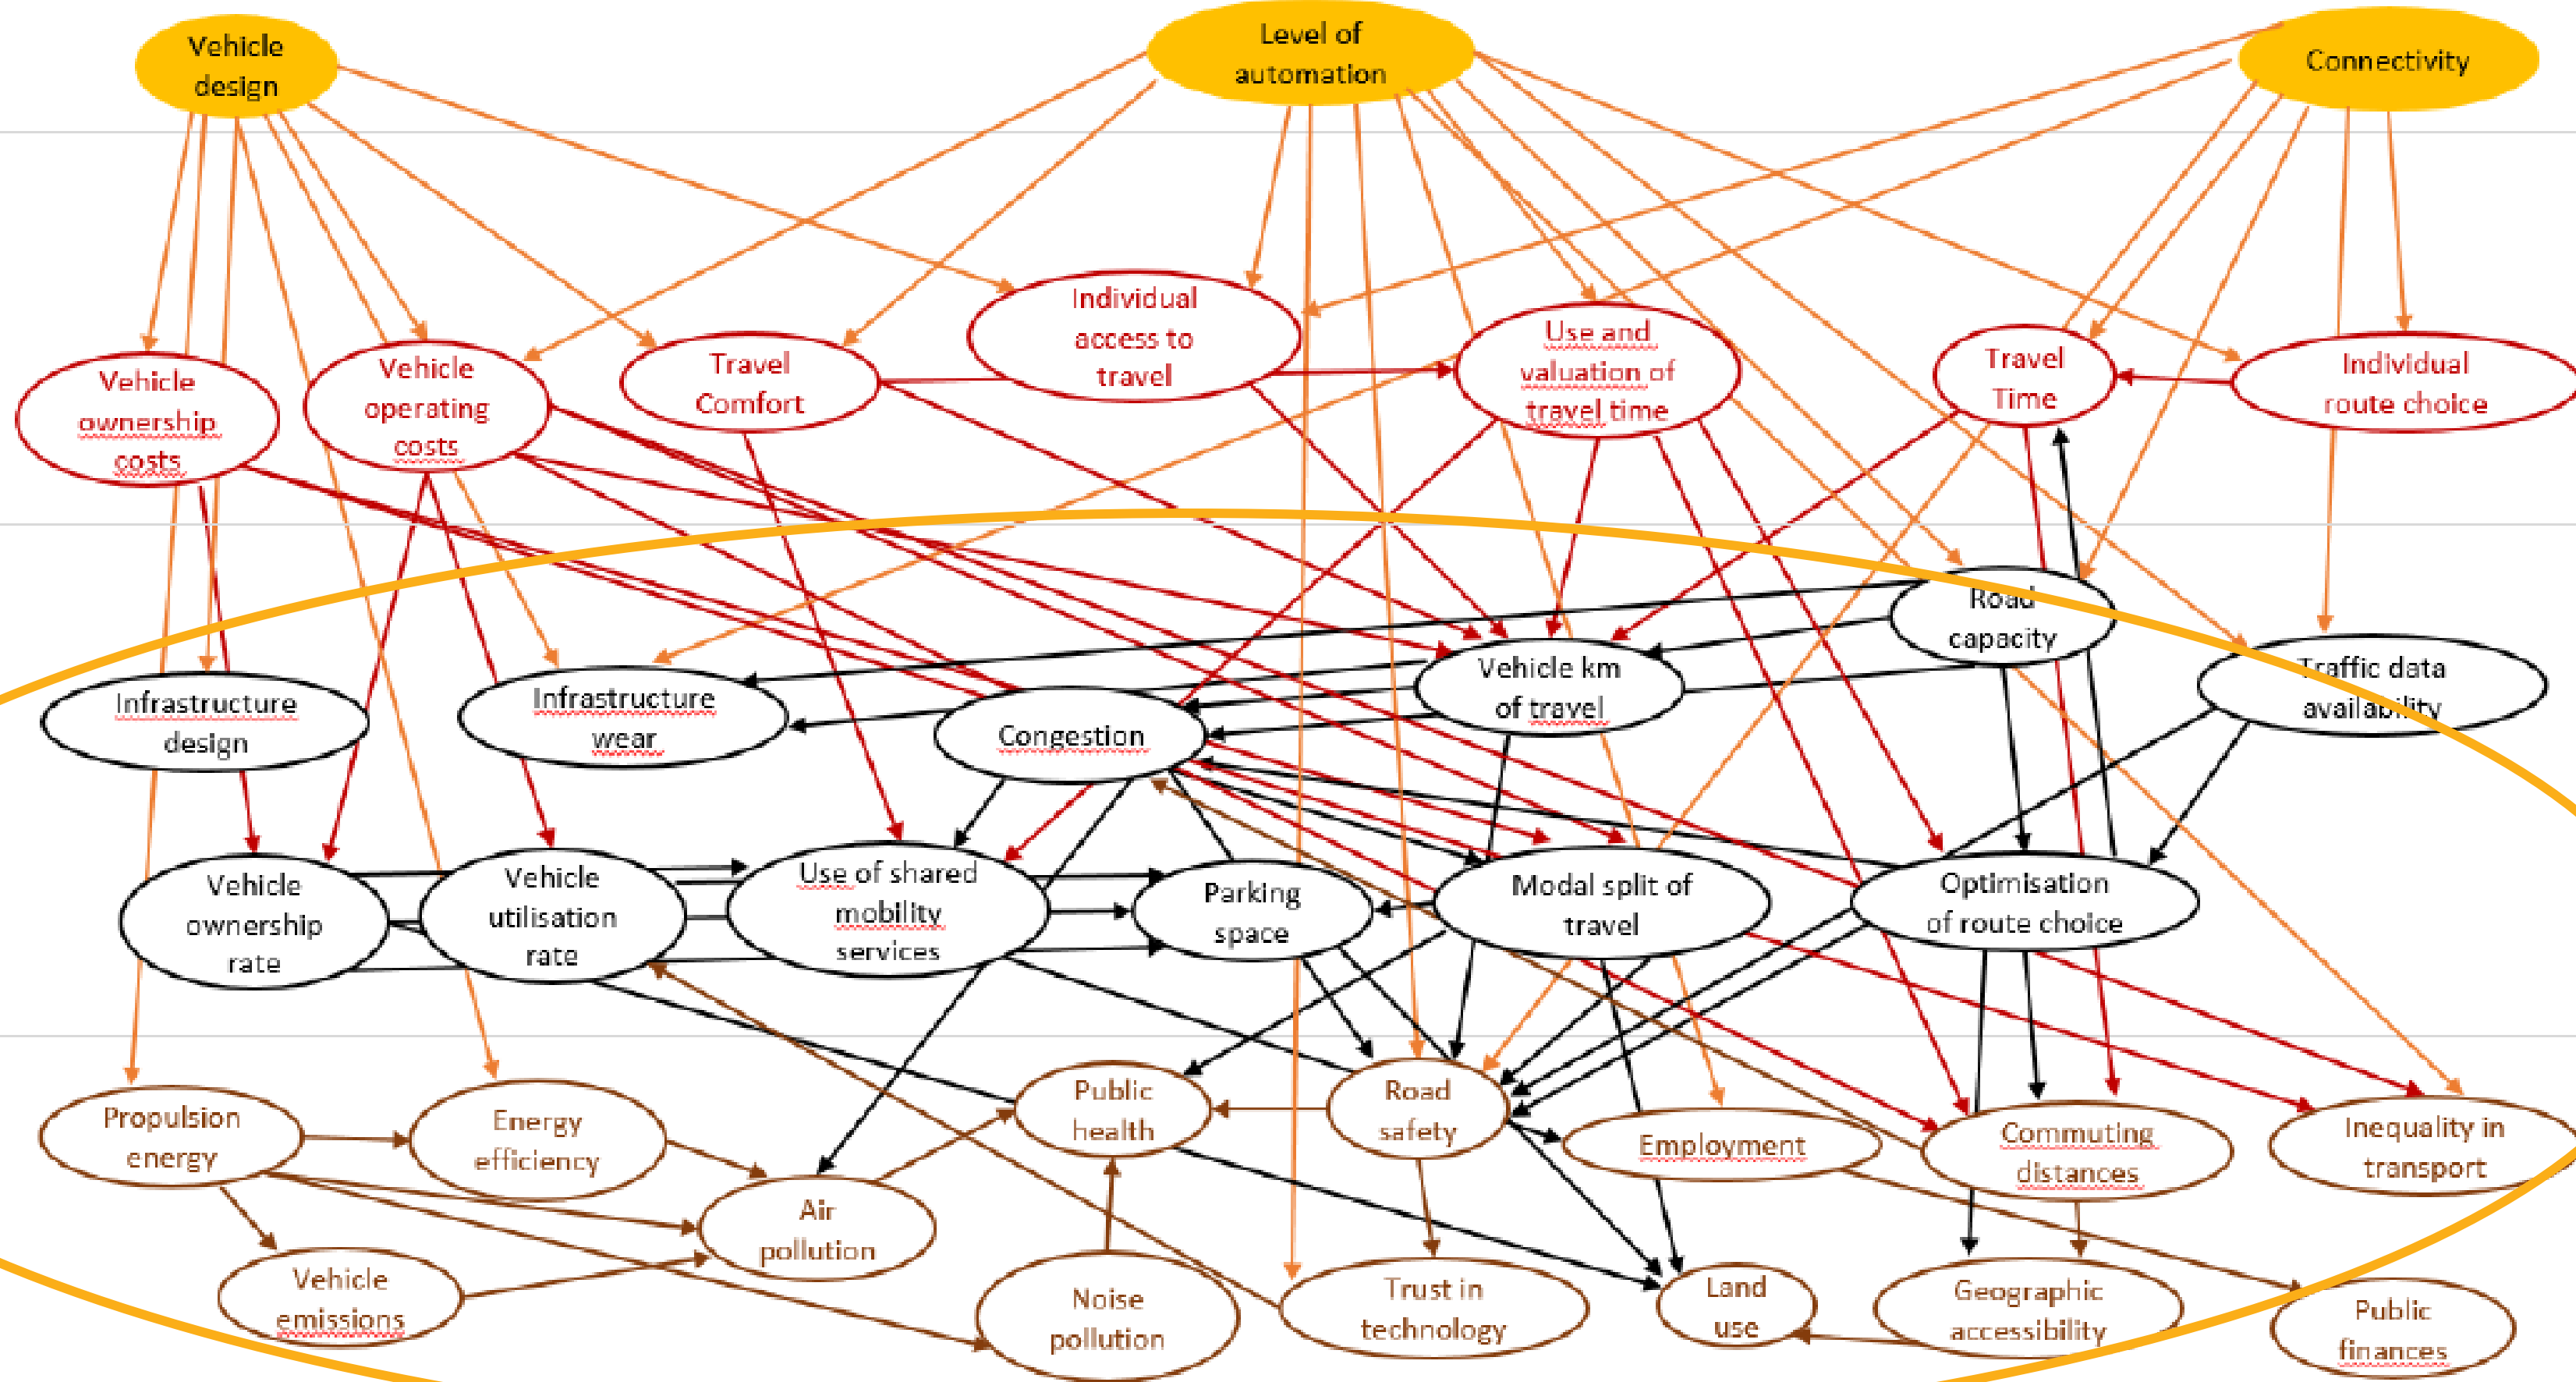 Vehicle
design
Level of
automation
Connectivity
Vehicle
ownership
costs
Vehicle
operating
costs
Travel
Comfort
Individual
access to
travel
Use and
valuation of
travel time
Travel
Time
Individual
route choice
Infrastructure
design
Infrastructure
wear
Congestion
Vehicle km
of travel
Road
capacity
Traffic data
availability
Vehicle
ownership
rate
Vehicle
utilisation
rate
Use of shared
mobility
services
Parking
space
Modal split of
travel
Optimisation
of route choice
Propulsion
energy
Energy
efficiency
Public
health
Road
safety
Employment
Commuting
distances
Inequality in
transport
Vehicle
emissions
Air
pollution
Noise
pollution
Trust in
technology
Land
use
Geographic
accessibility
Public
finances